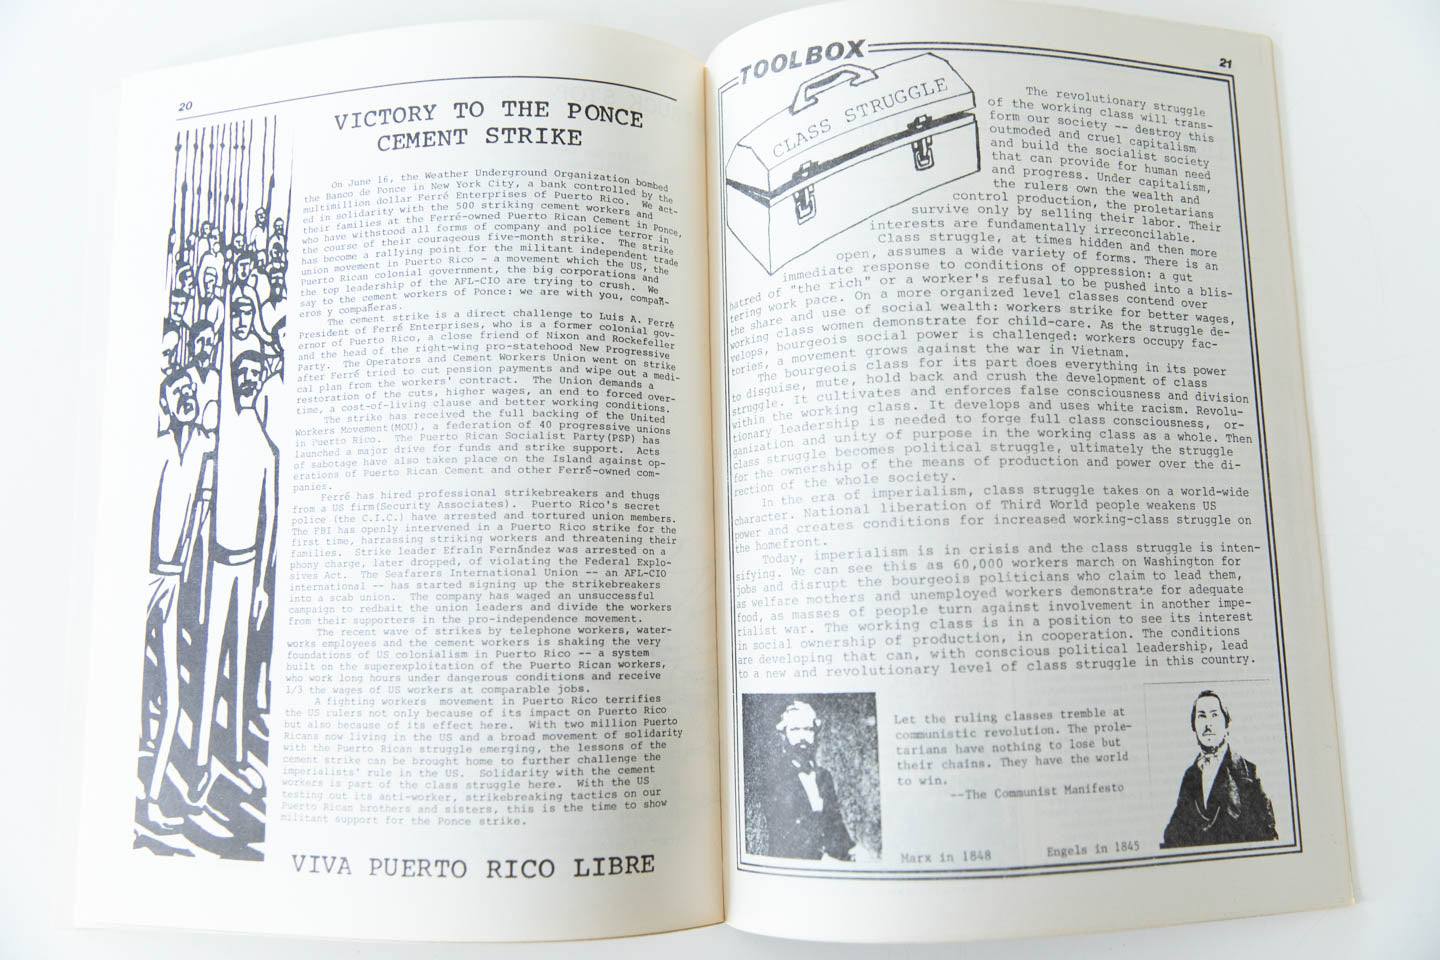 20
VICTORY TO THE PONCE
CEMENT STRIKE
On June 16, the Weather Underground Organization bombed
the Banco de Ponce in New York City, a bank controlled by the
multimillion dollar Ferré Enterprises of Puerto Rico. We act-
ed in solidarity with the 500 striking cement workers and
their families at the Ferré-owned Puerto Rican Cement in Ponce,
who have withstood all forms of company and police terror in
the course of their courageous five-month strike. The strike
has become a rallying point for the militant independent trade
union movement in Puerto Rico - a movement which the US, the
Puerto Rican colonial government, the big corporations and
the top leadership of the AFL-CIO are trying to crush. We
say to the cement workers of Ponce: we are with you, compañ-
eros y compañeras.
The cement strike is a direct challenge to Luis A. Ferré
President of Ferré Enterprises, who is a former colonial gov-
ernor of Puerto Rico, a close friend of Nixon and Rockefeller
and the head of the right-wing pro-statehood New Progressive
Party. The Operators and Cement Workers Union went on strike
after Ferré tried to cut pension payments and wipe out a medi-
cal plan from the workers' contract. The Union demands a
restoration of the cuts, higher wages, an end to forced over-
time, a cost-of-living clause and better working conditions.
The strike has received the full backing of the United
Workers Movement(MOU), a federation of 40 progressive unions
in Puerto Rico. The Puerto Rican Socialist Party(PSP) has
launched a major drive for funds and strike support. Acts
of sabotage have also taken place on the Island against op-
erations of Puerto Rican Cement and other Ferré-owned com-
panies.
Ferré has hired professional strikebreakers and thugs
from a US firm(Security Associates). Puerto Rico's secret
police (the C.I.C.) have arrested and tortured union members.
The FBI has openly intervened in a Puerto Rico strike for the
first time, harrassing striking workers and threatening their
families. Strike leader Efraín Fernández was arrested on a
phony charge, later dropped, of violating the Federal Explo-
sives Act. The Seafarers International Union -- an AFL-CIO
international -- has started signing up the strikebreakers
into a scab union. The company has waged an unsuccessful
campaign to redbait the union leaders and divide the workers
from their supporters in the pro-independence movement.
The recent wave of strikes by telephone workers, water-
works employees and the cement workers is shaking the very
foundations of US colonialism in Puerto Rico -- a system
built on the superexploitation of the Puerto Rican workers,
who work long hours under dangerous conditions and receive
1/3 the wages of US workers at comparable jobs.
A fighting workers movement in Puerto Rico terrifies
the US rulers not only because of its impact on Puerto Rico
but also because of its effect here. With two million Puerto
Ricans now living in the US and a broad movement of solidarity
with the Puerto Rican struggle emerging, the lessons of the
cement strike can be brought home to further challenge the
imperialists' rule in the US. Solidarity with the cement
workers is part of the class struggle here. With the US
testing out its anti-worker, strikebreaking tactics on our
Puerto Rican brothers and sisters, this is the time to show
militant support for the Ponce strike.
VIVA PUERTO RICO LIBRE
TOOLBOX
21
CLASS STRUGGLE
The revolutionary struggle
of the working class will trans-
form our society -- destroy this
outmoded and cruel capitalism
and build the socialist society
that can provide for human need
and progress. Under capitalism,
the rulers own the wealth and
control production, the proletarians
survive only by selling their labor. Their
interests are fundamentally irreconcilable.
Class struggle, at times hidden and then more
open, assumes a wide variety of forms. There is an
immediate response to conditions of oppression: a gut
hatred of "the rich" or a worker's refusal to be pushed into a blis-
tering work pace. On a more organized level classes contend over
the share and use of social wealth: workers strike for better wages,
working class women demonstrate for child-care. As the struggle de-
velops, bourgeois social power is challenged: workers occupy fac-
tories, a movement grows against the war in Vietnam.
The bourgeois class for its part does everything in its power
to disguise, mute, hold back and crush the development of class
struggle. It cultivates and enforces false consciousness and division
within the working class. It develops and uses white racism. Revolu-
tionary leadership is needed to forge full class consciousness, or-
ganization and unity of purpose in the working class as a whole. Then
class struggle becomes political struggle, ultimately the struggle
for the ownership of the means of production and power over the di-
rection of the whole society.
In the era of imperialism, class struggle takes on a world-wide
character. National liberation of Third World people weakens US
power and creates conditions for increased working-class struggle on
the homefront.
Today, imperialism is in crisis and the class struggle is inten-
sifying. We can see this as 60,000 workers march on Washington for
jobs and disrupt the bourgeois politicians who claim to lead them,
as welfare mothers and unemployed workers demonstrate for adequate
food, as masses of people turn against involvement in another impe-
rialist war. The working class is in a position to see its interest
in social ownership of production, in cooperation. The conditions
are developing that can, with conscious political leadership, lead
to a new and revolutionary level of class struggle in this country.
Let the ruling classes tremble at
communistic revolution. The prole-
tarians have nothing to lose but
their chains. They have the world
to win.
--The Communist Manifesto
Marx in 1848
Engels in 1845